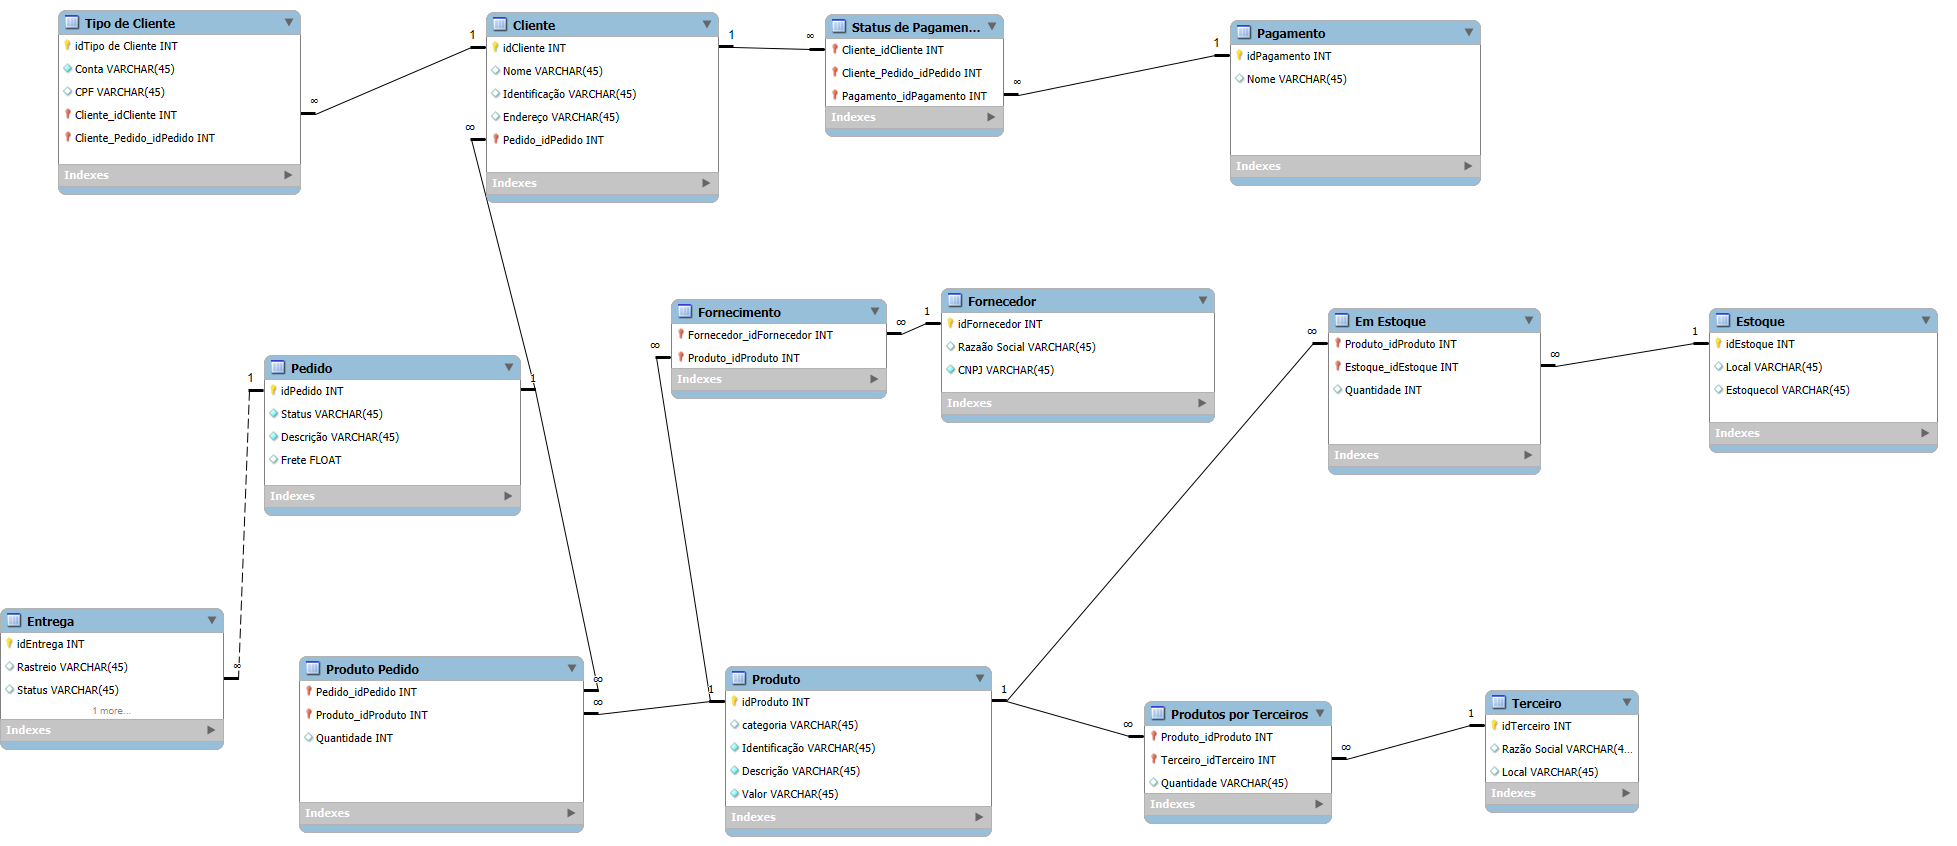 Tipo de Cliente
idTipo de Cliente INT
Conta VARCHAR(45)
CPF VARCHAR(45)
Cliente_idCliente INT
Cliente_Pedido_idPedido INT
Indexes
∞
1
Cliente
idCliente INT
Nome VARCHAR(45)
Identificação VARCHAR(45)
Endereço VARCHAR(45)
Pedido_idPedido INT
Indexes
∞
1
∞
Status de Pagamen...
Cliente_idCliente INT
Cliente_Pedido_idPedido INT
Pagamento_idPagamento INT
Indexes
∞
1
Pagamento
idPagamento INT
Nome VARCHAR(45)
Indexes
Fornecimento
Fornecedor_idFornecedor INT
Produto_idProduto INT
Indexes
∞
∞
1
Fornecedor
idFornecedor INT
Razaão Social VARCHAR(45)
CNPJ VARCHAR(45)
Indexes
∞
Em Estoque
Produto_idProduto INT
Estoque_idEstoque INT
Quantidade INT
Indexes
∞
1
Estoque
idEstoque INT
Local VARCHAR(45)
Estoquecol VARCHAR(45)
Indexes
1
Pedido
idPedido INT
Status VARCHAR(45)
Descrição VARCHAR(45)
Frete FLOAT
Indexes
1
Entrega
idEntrega INT
Rastreio VARCHAR(45)
Status VARCHAR(45)
1 more...
Indexes
∞
Produto Pedido
Pedido_idPedido INT
Produto_idProduto INT
Quantidade INT
Indexes
∞
∞
1
Produto
idProduto INT
categoria VARCHAR(45)
Identificação VARCHAR(45)
Descrição VARCHAR(45)
Valor VARCHAR(45)
Indexes
1
∞
Produtos por Terceiros
Produto_idProduto INT
Terceiro_idTerceiro INT
Quantidade VARCHAR(45)
Indexes
∞
1
Terceiro
idTerceiro INT
Razão Social VARCHAR(4...
Local VARCHAR(45)
Indexes